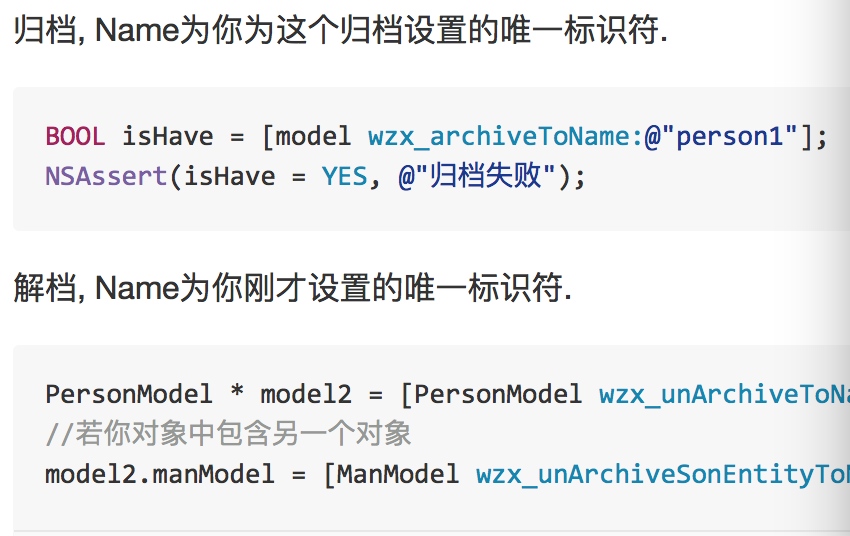 归档, Name为你为这个归档设置的唯一标识符.
BOOL isHave = [model wzx_archiveToName:@"person1"];
NSAssert(isHave = YES, @"归档失败");
解档, Name为你刚才设置的唯一标识符.
PersonModel * model2 = [PersonModel wzx_unArchiveToNa
//若你对象中包含另一个对象
model2.manModel = [ManModel wzx_unArchiveSonEntityToN